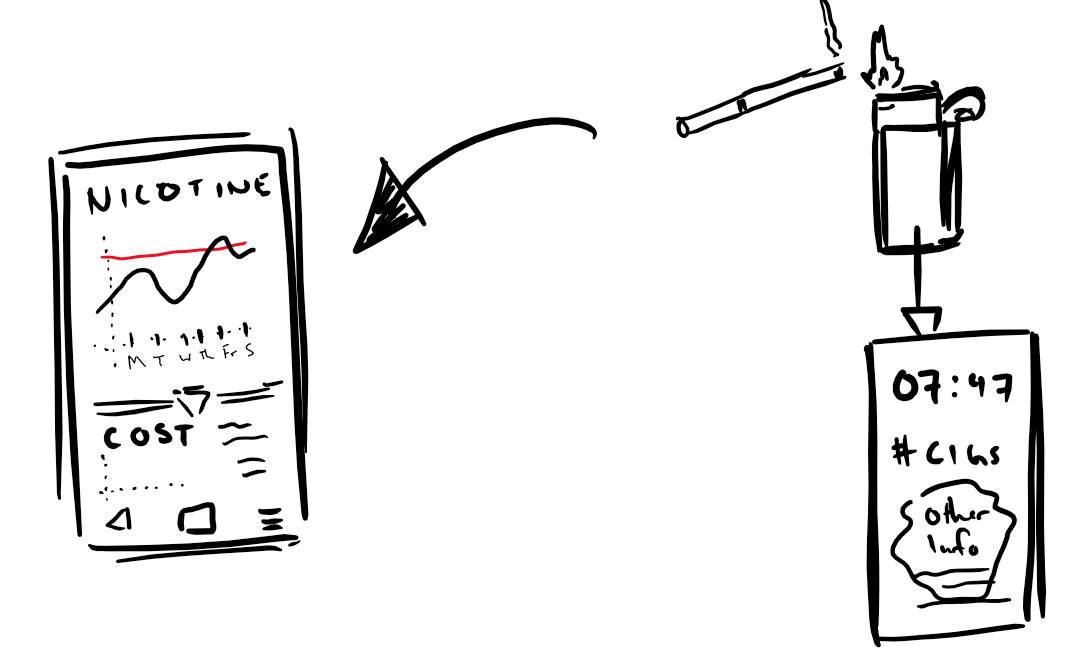 NICOTINE
M T W Th Fr S
COST
07:47
# CIGs
Other
Info